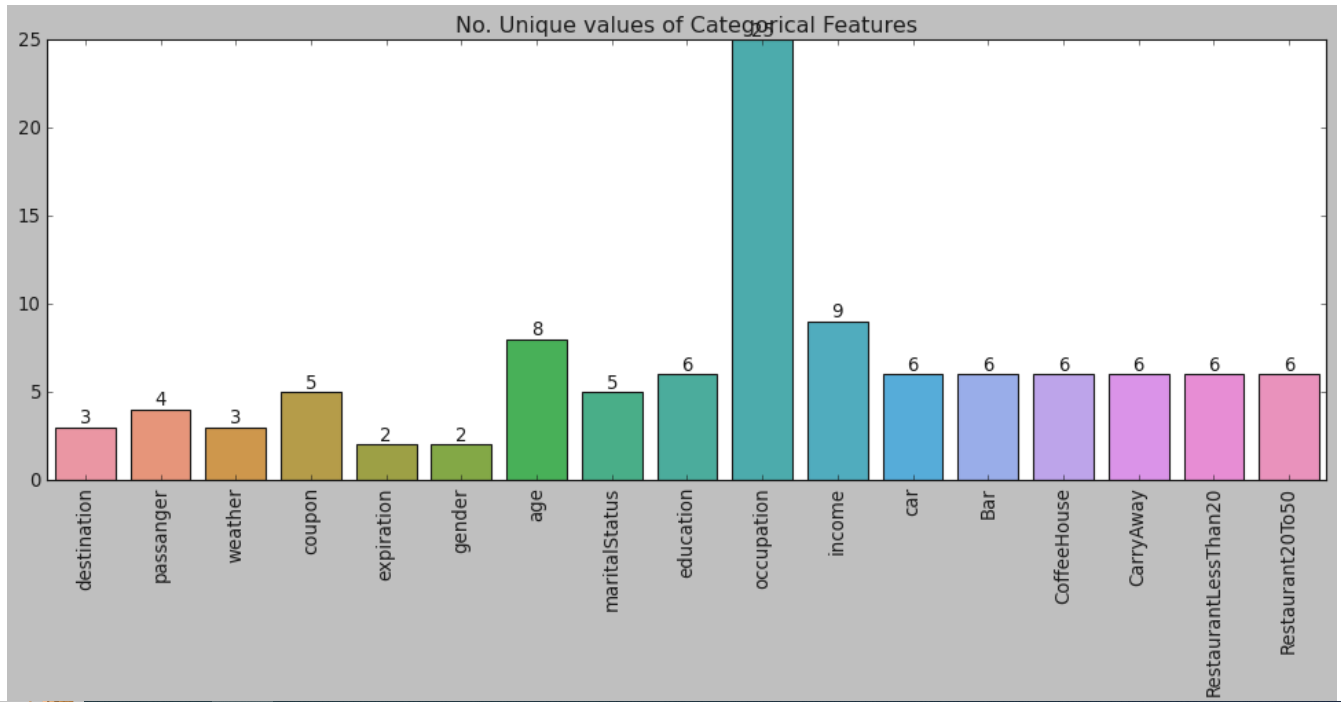 No. Unique values of Categorical Features
25
20
15
10
5
0
3
4
3
5
2
2
8
5
6
25
9
6
6
6
6
6
6
destination
passanger
weather
coupon
expiration
gender
age
maritalStatus
education
occupation
income
car
Bar
CoffeeHouse
CarryAway
RestaurantLessThan20
Restaurant20To50